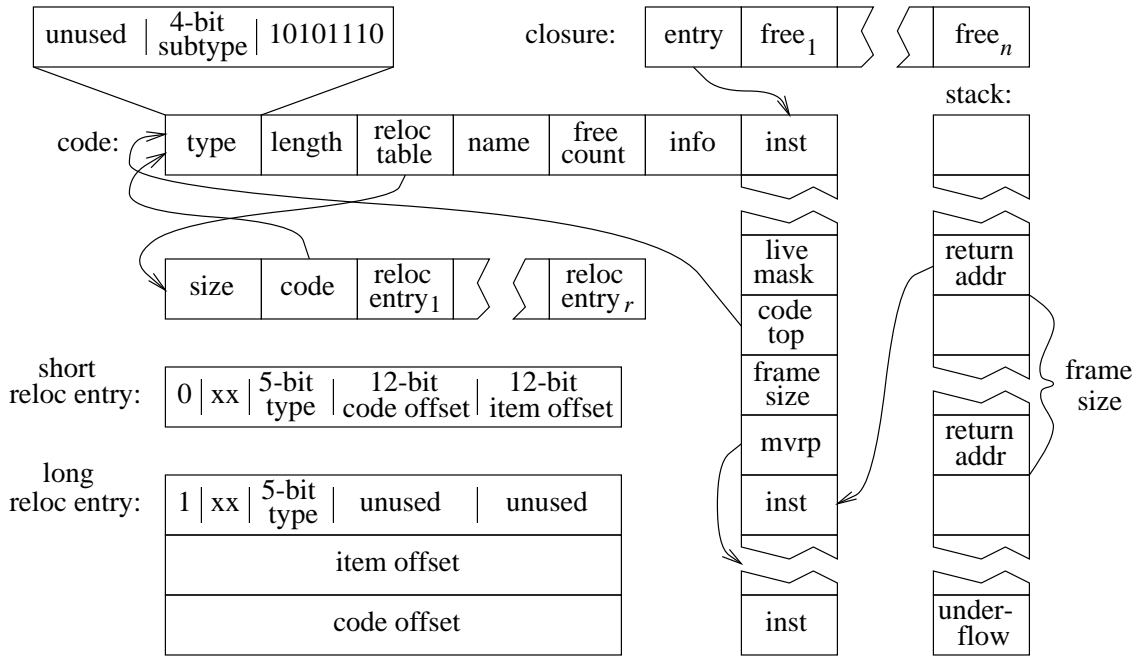 unused | 4-bit subtype | 10101110
closure: entry free1 freen
stack:
code: type length reloc table name free count info inst
live mask
return addr
size code reloc entry1 reloc entryr
code top
frame size
frame size
short reloc entry: 0 | xx | 5-bit type | 12-bit code offset | 12-bit item offset
mvrp
return addr
long reloc entry: 1 | xx | 5-bit type | unused | unused
inst
item offset
code offset
inst
under-flow